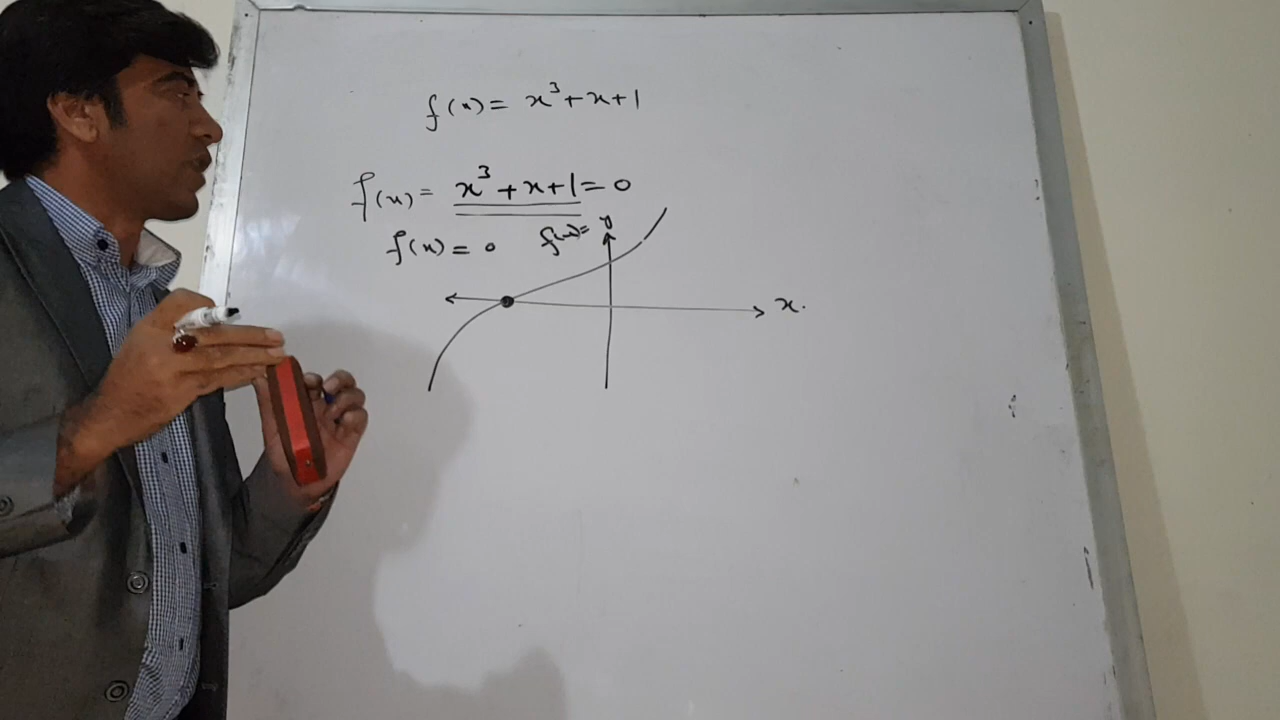 f(x) = x³+x+1
f(x) = x³+x+1 = 0
f(x) = 0
f(x)= y
x.